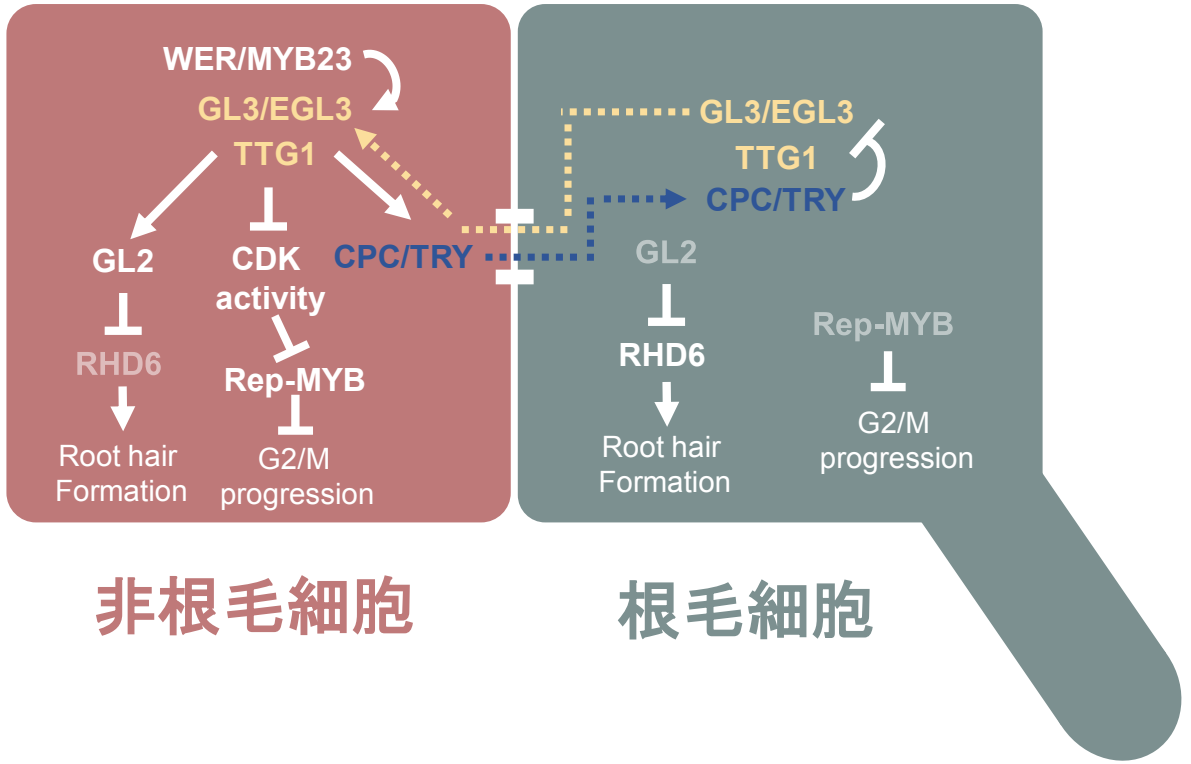 WER/MYB23
GL3/EGL3
TTG1
GL2
CDK
activity
CPC/TRY
RHD6
Rep-MYB
Root hair
Formation
G2/M
progression
GL3/EGL3
TTG1
CPC/TRY
GL2
RHD6
Rep-MYB
Root hair
Formation
G2/M
progression
非根毛細胞
根毛細胞